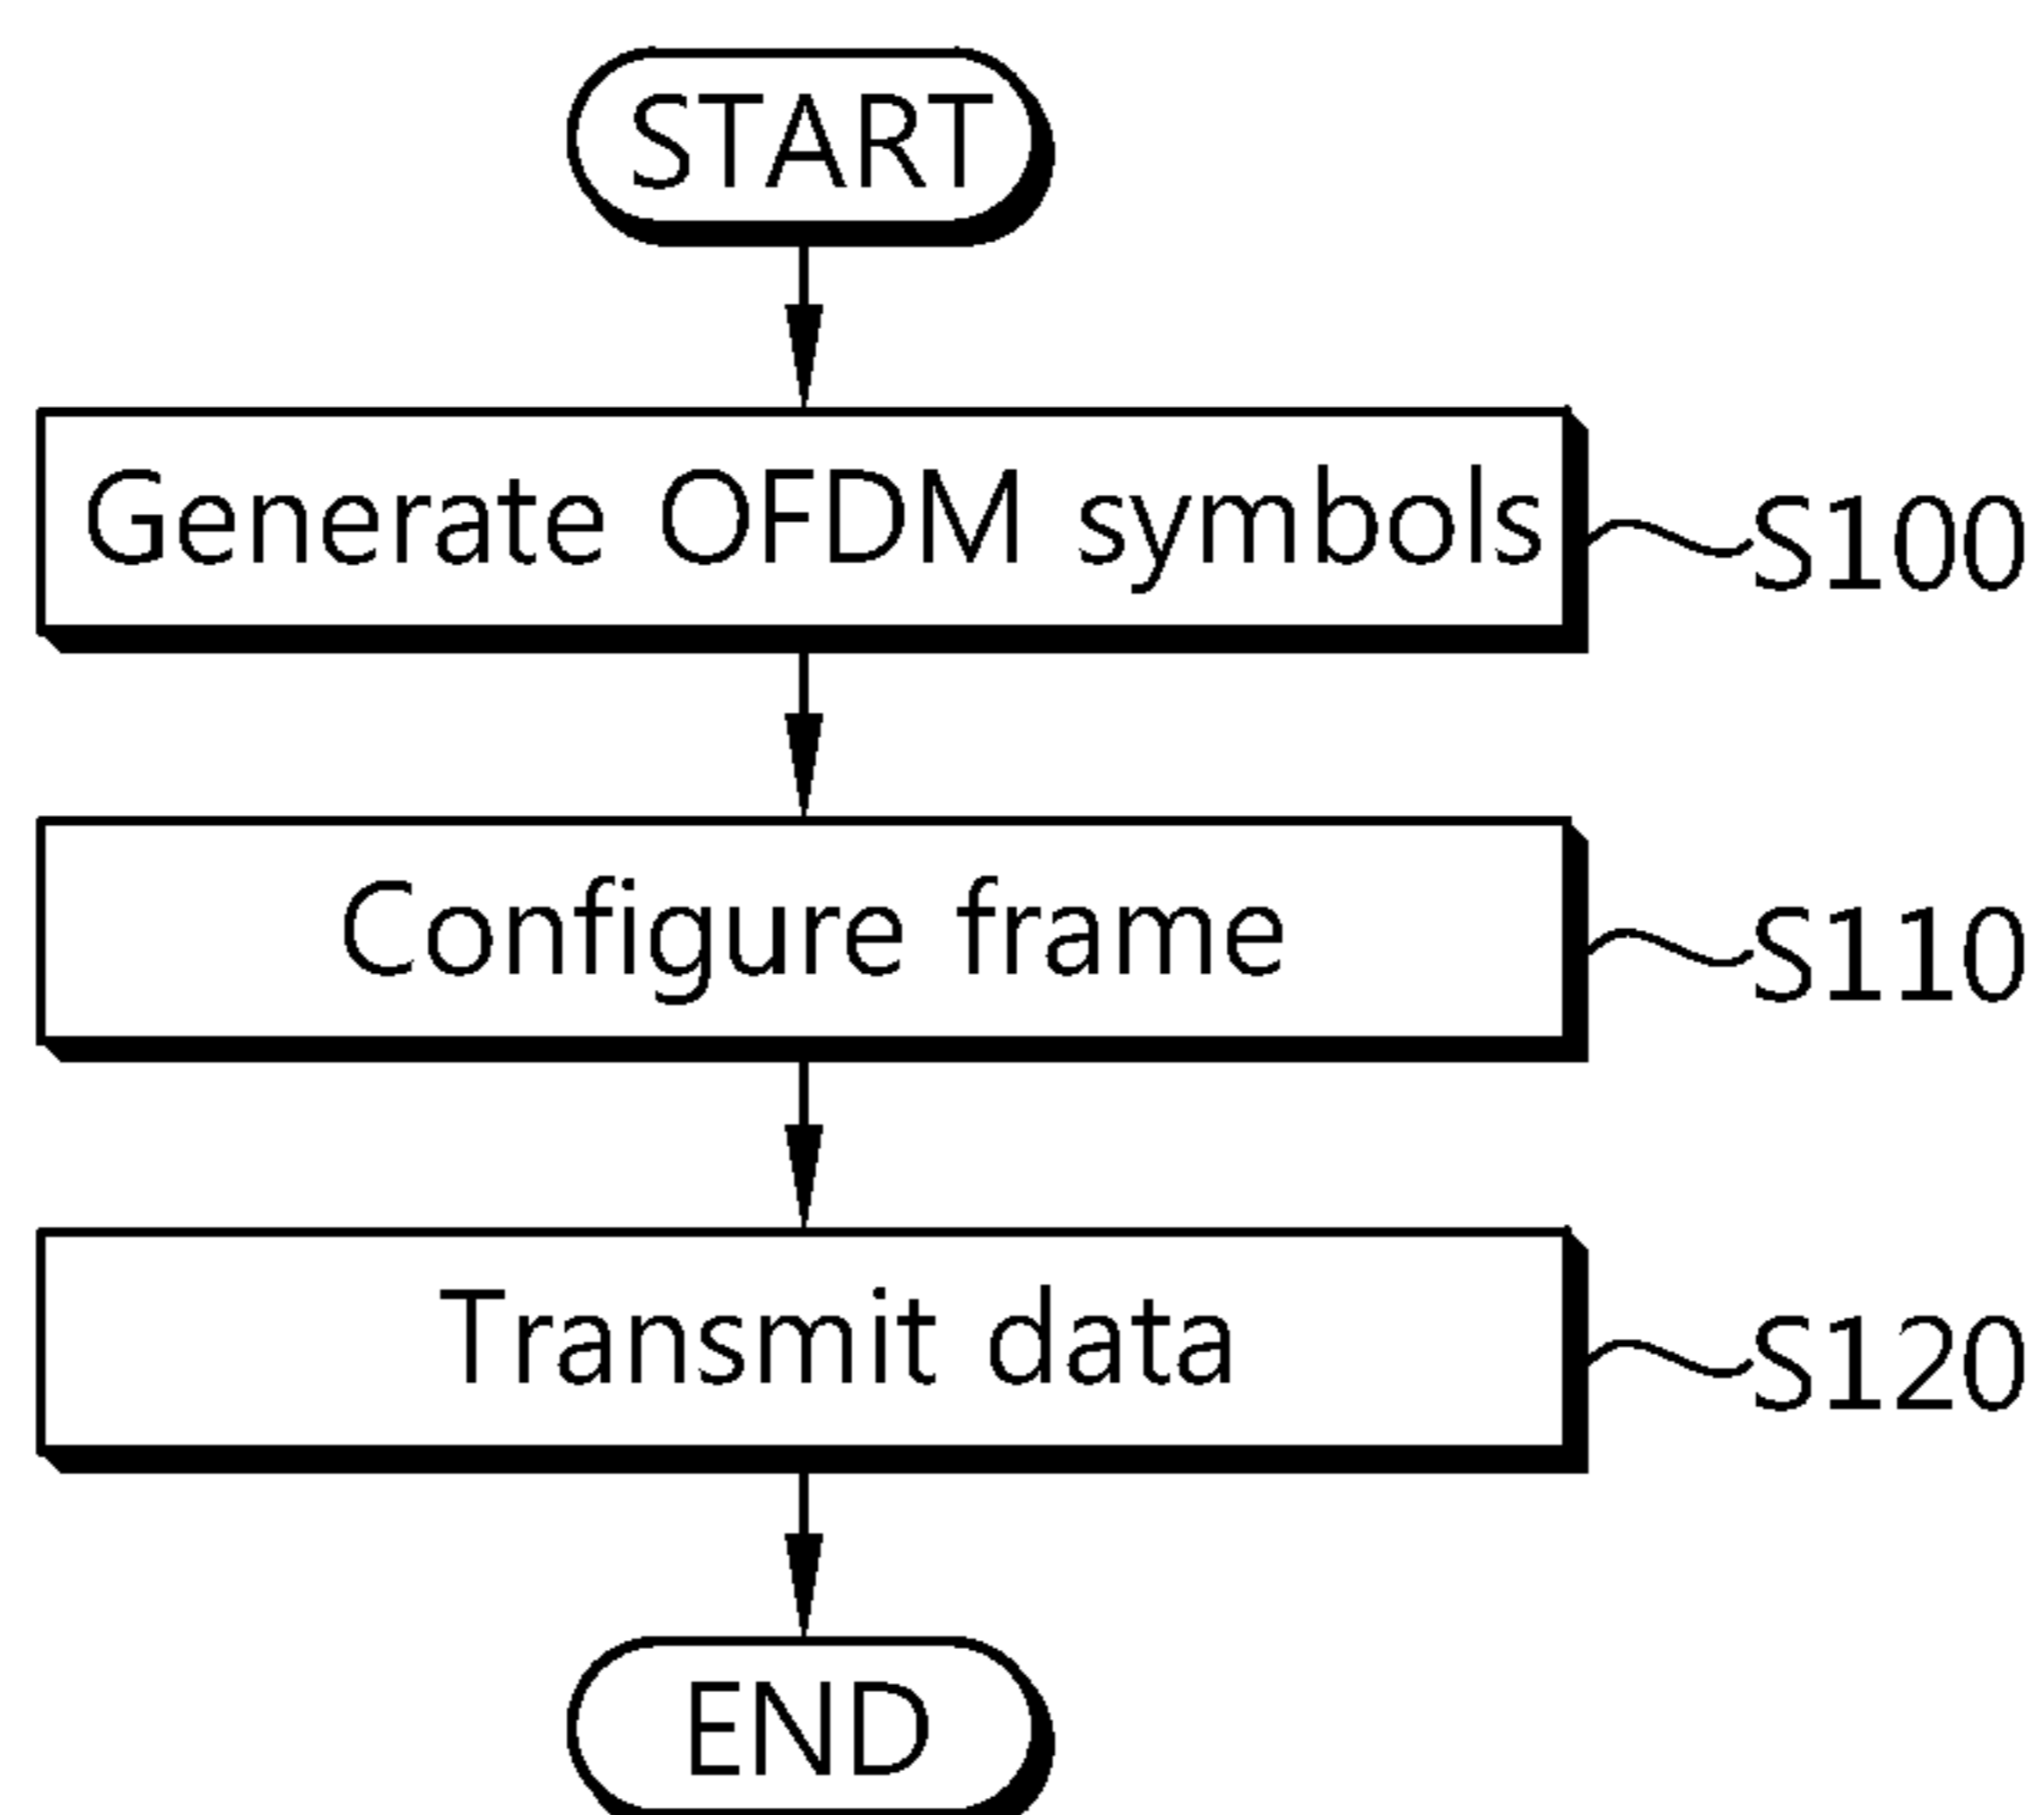 START
Generate OFDM symbols S100
Configure frame S110
Transmit data S120
END